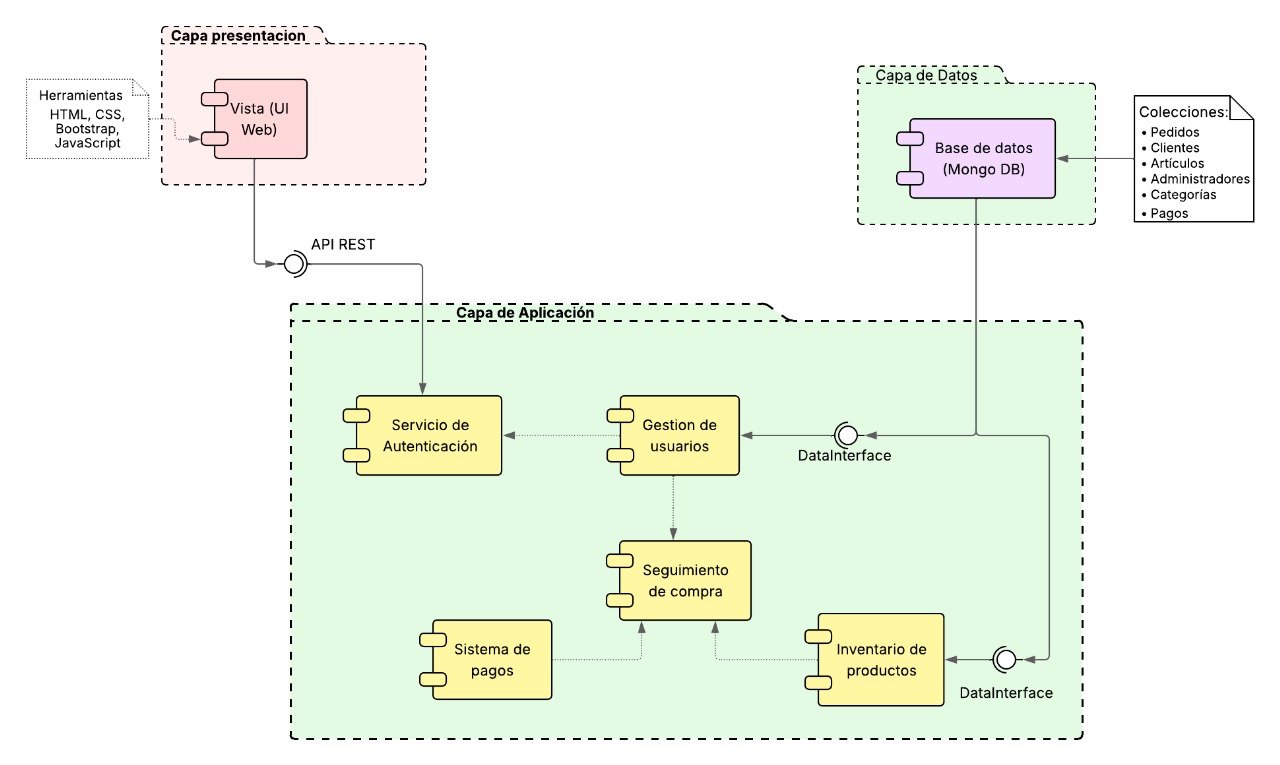 Capa presentacion
Herramientas
HTML, CSS,
Bootstrap,
JavaScript
Vista (UI
Web)
Capa de Datos
Base de datos
(Mongo DB)
Colecciones:
• Pedidos
• Clientes
• Artículos
• Administradores
• Categorías
• Pagos
API REST
Capa de Aplicación
Servicio de
Autenticación
Gestion de
usuarios
DataInterface
Seguimiento
de compra
Sistema de
pagos
Inventario de
productos
DataInterface